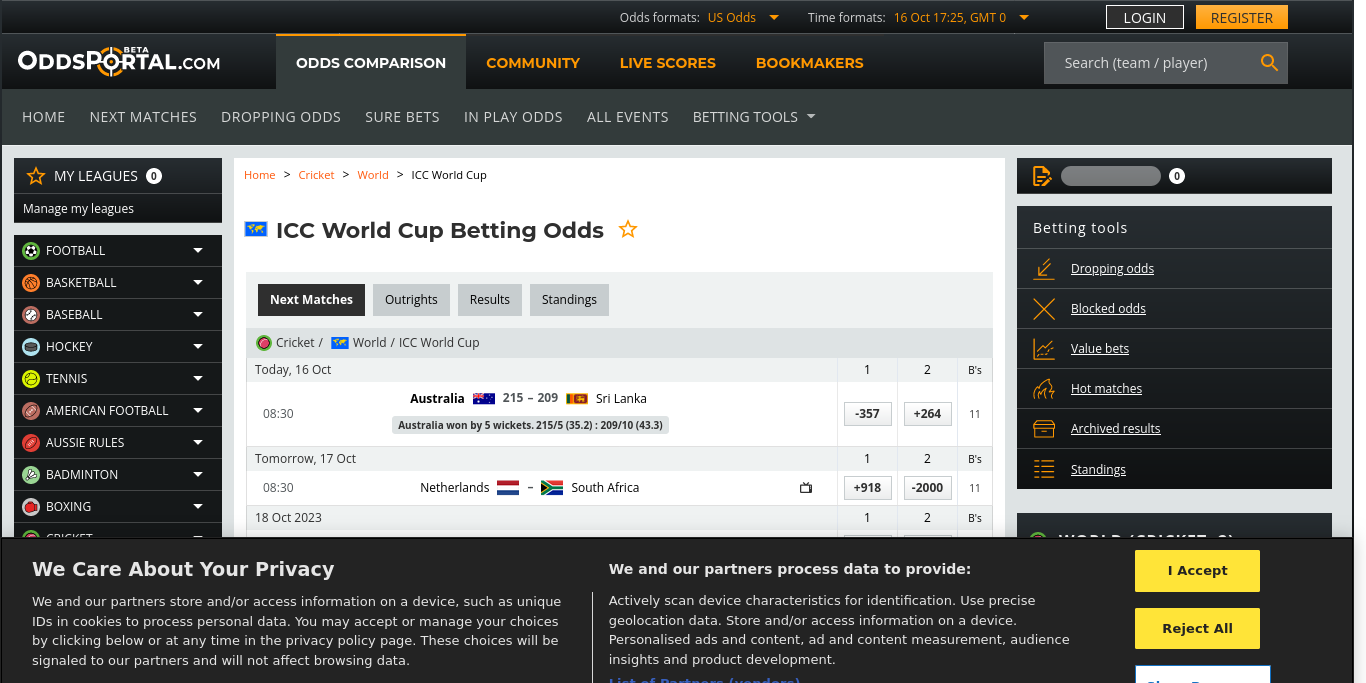 Odds formats: US Odds Time formats: 16 Oct 17:25, GMT 0 LOGIN REGISTER
BETA
ODDSPORTAL.COM ODDS COMPARISON COMMUNITY LIVE SCORES BOOKMAKERS Search (team / player)
HOME NEXT MATCHES DROPPING ODDS SURE BETS IN PLAY ODDS ALL EVENTS BETTING TOOLS
MY LEAGUES 0
Manage my leagues
FOOTBALL
BASKETBALL
BASEBALL
HOCKEY
TENNIS
AMERICAN FOOTBALL
AUSSIE RULES
BADMINTON
BOXING
CRICKET
Home > Cricket > World > ICC World Cup
ICC World Cup Betting Odds
Next Matches Outrights Results Standings
Cricket / World / ICC World Cup
Today, 16 Oct 1 2 B's
08:30 Australia 215 – 209 Sri Lanka -357 +264 11
Australia won by 5 wickets. 215/5 (35.2) : 209/10 (43.3)
Tomorrow, 17 Oct 1 2 B's
08:30 Netherlands – South Africa +918 -2000 11
18 Oct 2023 1 2 B's
0
Betting tools
Dropping odds
Blocked odds
Value bets
Hot matches
Archived results
Standings
We Care About Your Privacy
We and our partners store and/or access information on a device, such as unique
IDs in cookies to process personal data. You may accept or manage your choices
by clicking below or at any time in the privacy policy page. These choices will be
signaled to our partners and will not affect browsing data.
We and our partners process data to provide:
Actively scan device characteristics for identification. Use precise
geolocation data. Store and/or access information on a device.
Personalised ads and content, ad and content measurement, audience
insights and product development.
List of Partners (vendors)
I Accept
Reject All